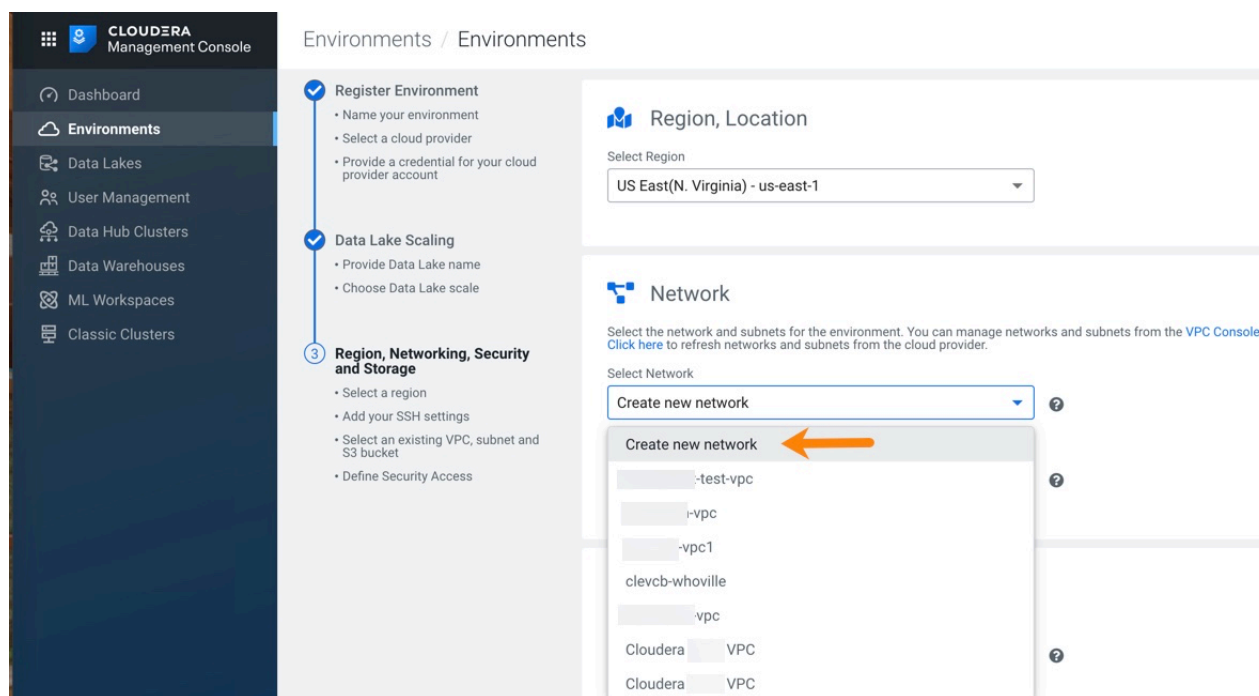 CLOUDERA
Management Console
Environments / Environments
Dashboard
Environments
Data Lakes
User Management
Data Hub Clusters
Data Warehouses
ML Workspaces
Classic Clusters
Register Environment
• Name your environment
• Select a cloud provider
• Provide a credential for your cloud
provider account
Data Lake Scaling
• Provide Data Lake name
• Choose Data Lake scale
3
Region, Networking, Security
and Storage
• Select a region
• Add your SSH settings
• Select an existing VPC, subnet and
S3 bucket
• Define Security Access
Region, Location
Select Region
US East(N. Virginia) - us-east-1
Network
Select the network and subnets for the environment. You can manage networks and subnets from the VPC Console
Click here to refresh networks and subnets from the cloud provider.
Select Network
Create new network
Create new network
-test-vpc
-vpc
-vpc1
clevcb-whoville
-vpc
Cloudera VPC
Cloudera VPC